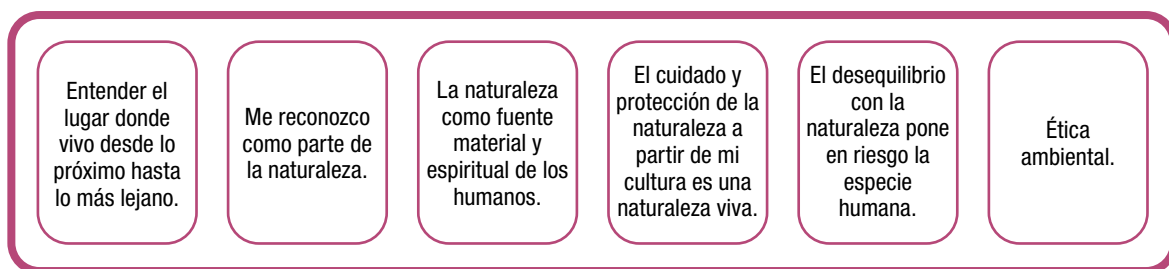 Entender el
lugar donde
vivo desde lo
próximo hasta
lo más lejano.
Me reconozco
como parte de
la naturaleza.
La naturaleza
como fuente
material y
espiritual de los
humanos.
El cuidado y
protección de la
naturaleza a
partir de mi
cultura es una
naturaleza viva.
El desequilibrio
con la
naturaleza pone
en riesgo la
especie
humana.
Ética
ambiental.